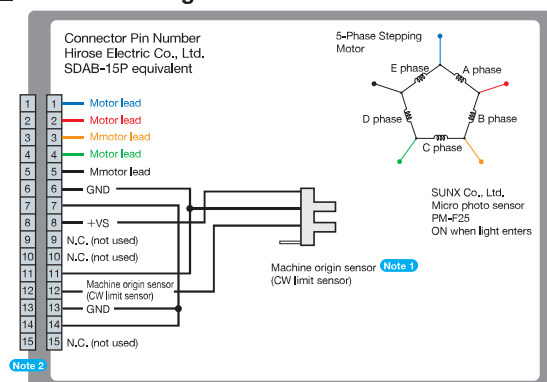 Connector Pin Number
Hirose Electric Co., Ltd.
SDAB-15P equivalent
5-Phase Stepping
Motor
E phase
A phase
D phase
B phase
C phase
1 1 Motor lead
2 2 Motor lead
3 3 Mmotor lead
4 4 Motor lead
5 5 Mmotor lead
6 6 GND
7 7
8 8 +VS
9 9 N.C. (not used)
10 10 N.C. (not used)
11 11
12 12 Machine origin sensor
(CW limit sensor)
13 13 GND
14 14
15 15 N.C. (not used)
SUNX Co., Ltd.
Micro photo sensor
PM-F25
ON when light enters
Machine origin sensor Note 1
(CW limit sensor)
Note 2